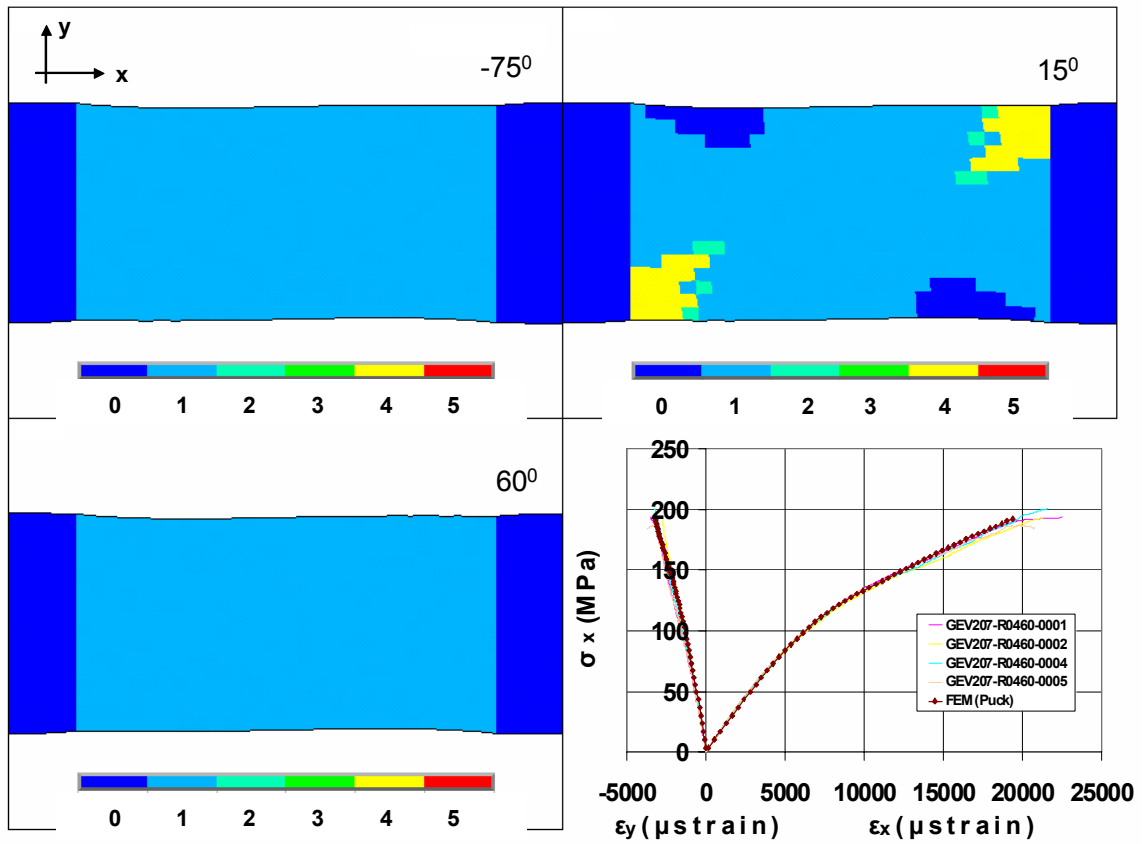 y
x
-75⁰
15⁰
0 1 2 3 4 5
0 1 2 3 4 5
60⁰
0 1 2 3 4 5
250
200
150
100
50
0
σ x (MPa)
GEV207-R0460-0001
GEV207-R0460-0002
GEV207-R0460-0004
GEV207-R0460-0005
FEM (Puck)
-5000 0 5000 10000 15000 20000 25000
εy (μstrain) εx (μstrain)